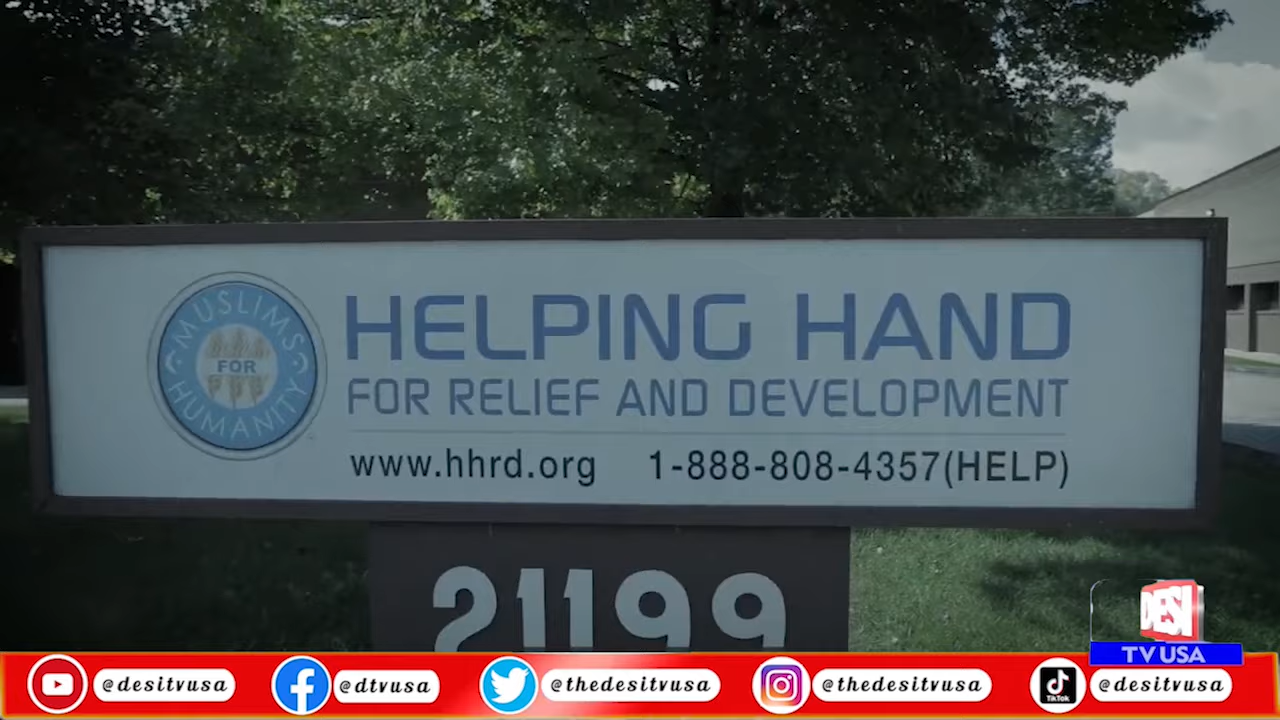 MUSLIMS
FOR
HUMANITY
HELPING HAND
FOR RELIEF AND DEVELOPMENT
www.hhrd.org 1-888-808-4357(HELP)
21199
DESI
TV USA
@desitvusa @dtvusa @thedesitvusa @thedesitvusa TikTok @desitvusa